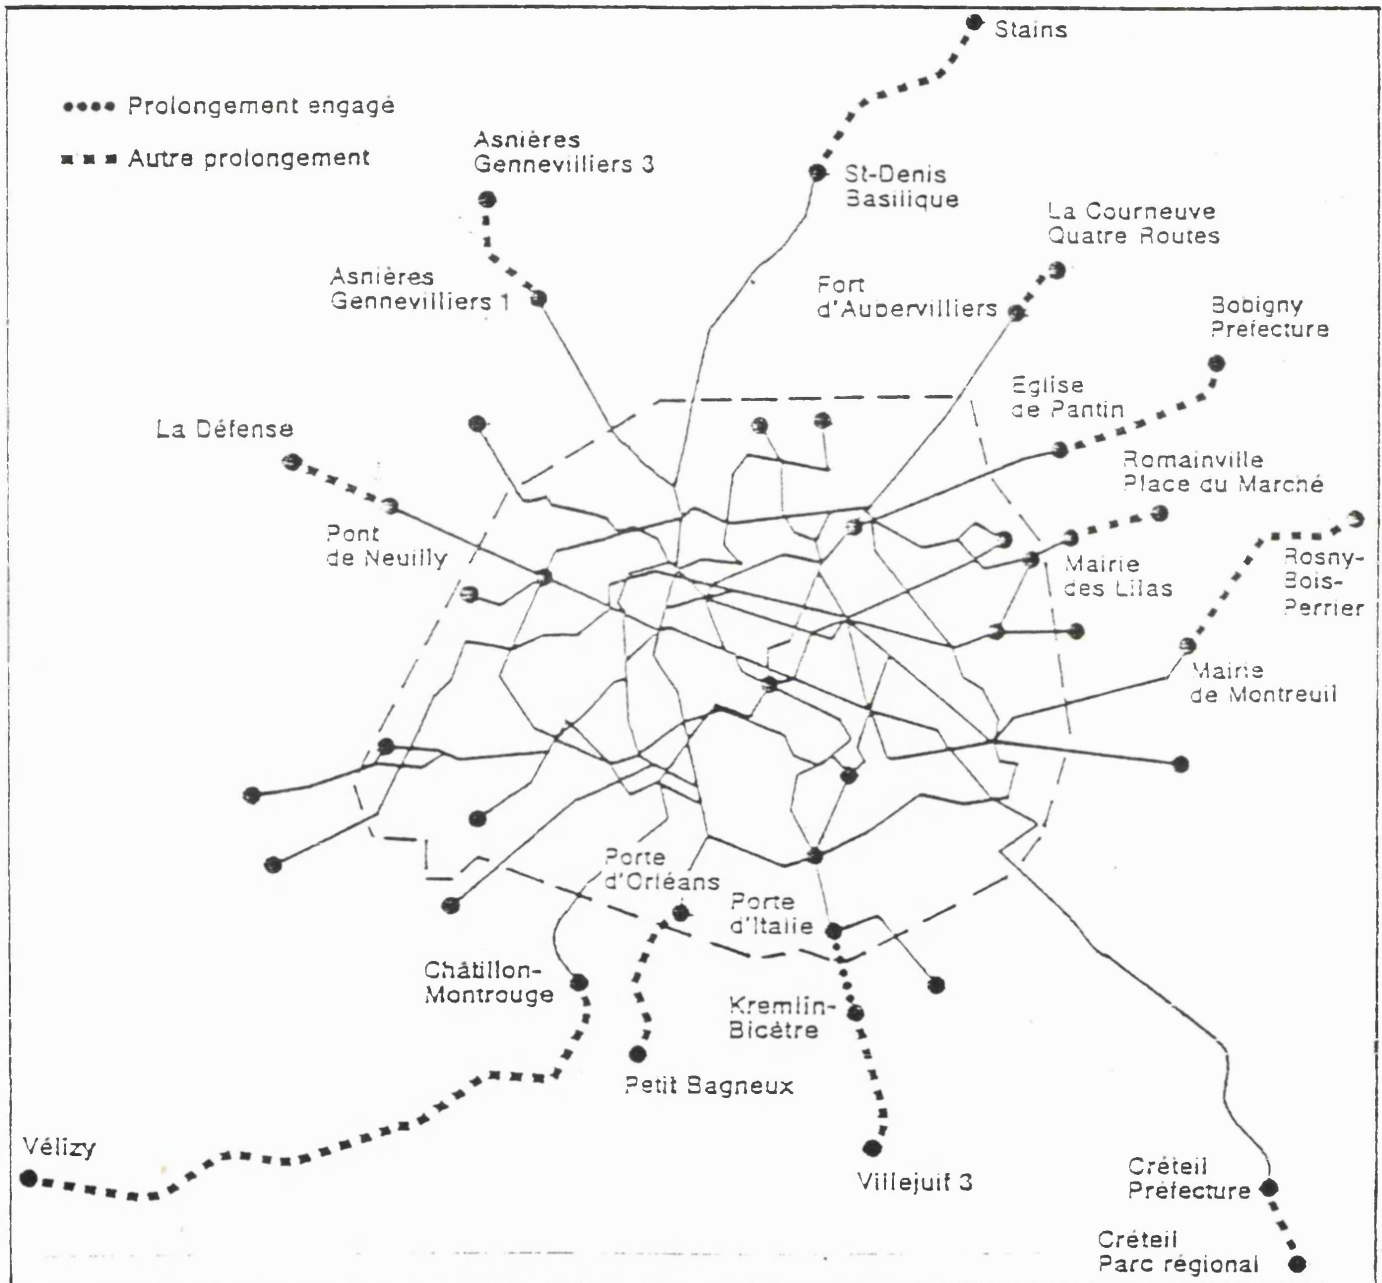 Stains
Prolongement engagé
Autre prolongement
Asnières
Gennevilliers 3
St-Denis
Basilique
La Courneuve
Quatre Routes
Asnières
Gennevilliers 1
Fort
d'Aubervilliers
Bobigny
Préfecture
Eglise
de Pantin
La Défense
Romainville
Place du Marché
Pont
de Neuilly
Mairie
des Lilas
Rosny-
Bois-
Perrier
Mairie
de Montreuil
Porte
d'Orléans
Porte
d'Italie
Châtillon-
Montrouge
Kremlin-
Bicêtre
Petit Bagneux
Vélizy
Villejuif 3
Créteil
Préfecture
Créteil
Parc régional